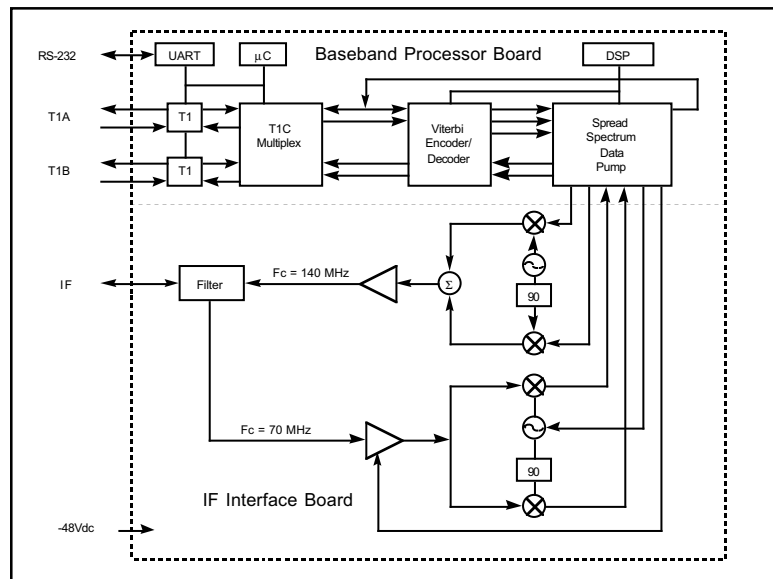 RS-232
UART
μC
Baseband Processor Board
DSP
T1A
T1
T1C
Multiplex
Viterbi
Encoder/
Decoder
Spread
Spectrum
Data
Pump
T1B
T1
IF
Filter
Fc = 140 MHz
Σ
90
Fc = 70 MHz
90
IF Interface Board
-48Vdc